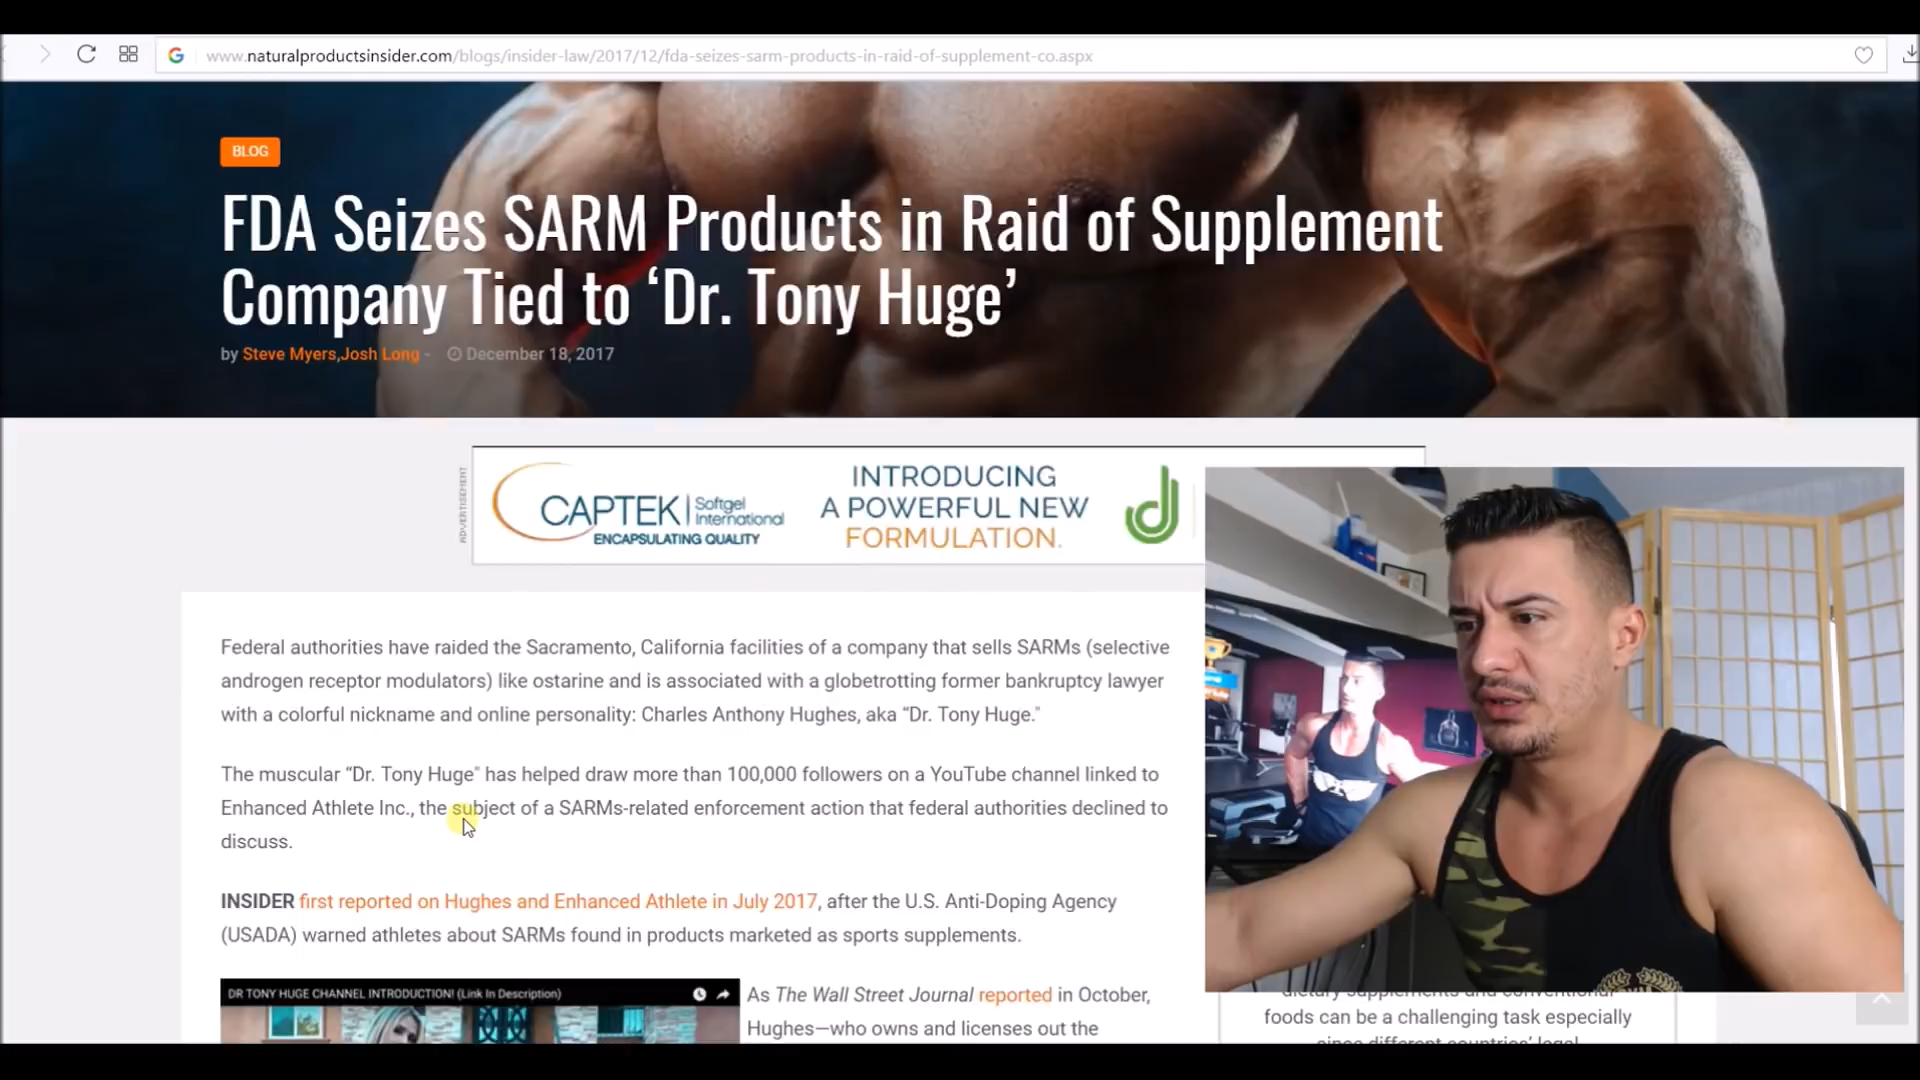 www.naturalproductsinsider.com/blogs/insider-law/2017/12/fda-seizes-sarm-products-in-raid-of-supplement-co.aspx
BLOG
FDA Seizes SARM Products in Raid of Supplement
Company Tied to ‘Dr. Tony Huge’
by Steve Myers,Josh Long - December 18, 2017
ADVERTISEMENT
CAPTEK Softgel International
ENCAPSULATING QUALITY
INTRODUCING
A POWERFUL NEW
FORMULATION.
Federal authorities have raided the Sacramento, California facilities of a company that sells SARMs (selective
androgen receptor modulators) like ostarine and is associated with a globetrotting former bankruptcy lawyer
with a colorful nickname and online personality: Charles Anthony Hughes, aka “Dr. Tony Huge."
The muscular “Dr. Tony Huge" has helped draw more than 100,000 followers on a YouTube channel linked to
Enhanced Athlete Inc., the subject of a SARMs-related enforcement action that federal authorities declined to
discuss.
INSIDER first reported on Hughes and Enhanced Athlete in July 2017, after the U.S. Anti-Doping Agency
(USADA) warned athletes about SARMs found in products marketed as sports supplements.
DR TONY HUGE CHANNEL INTRODUCTION! (Link In Description)
As The Wall Street Journal reported in October,
Hughes—who owns and licenses out the
dietary supplements and conventional
foods can be a challenging task especially
since different countries' legal